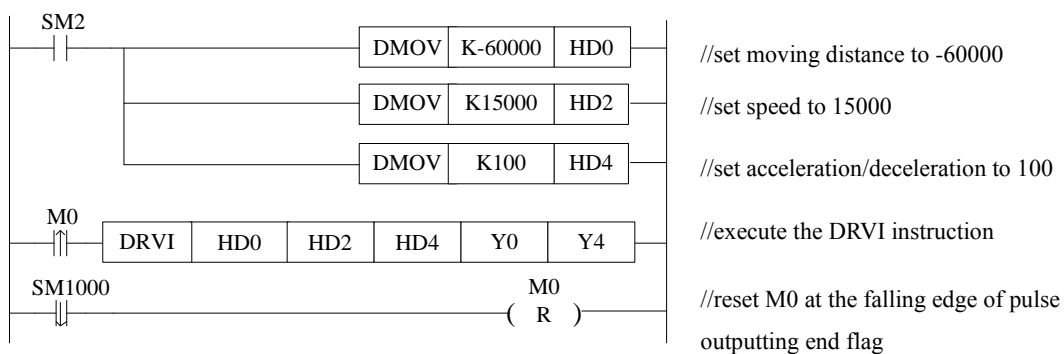 SM2
DMOV K-60000 HD0 //set moving distance to -60000
DMOV K15000 HD2 //set speed to 15000
DMOV K100 HD4 //set acceleration/deceleration to 100
M0
DRVI HD0 HD2 HD4 Y0 Y4 //execute the DRVI instruction
SM1000 M0
( R ) //reset M0 at the falling edge of pulse
outputting end flag